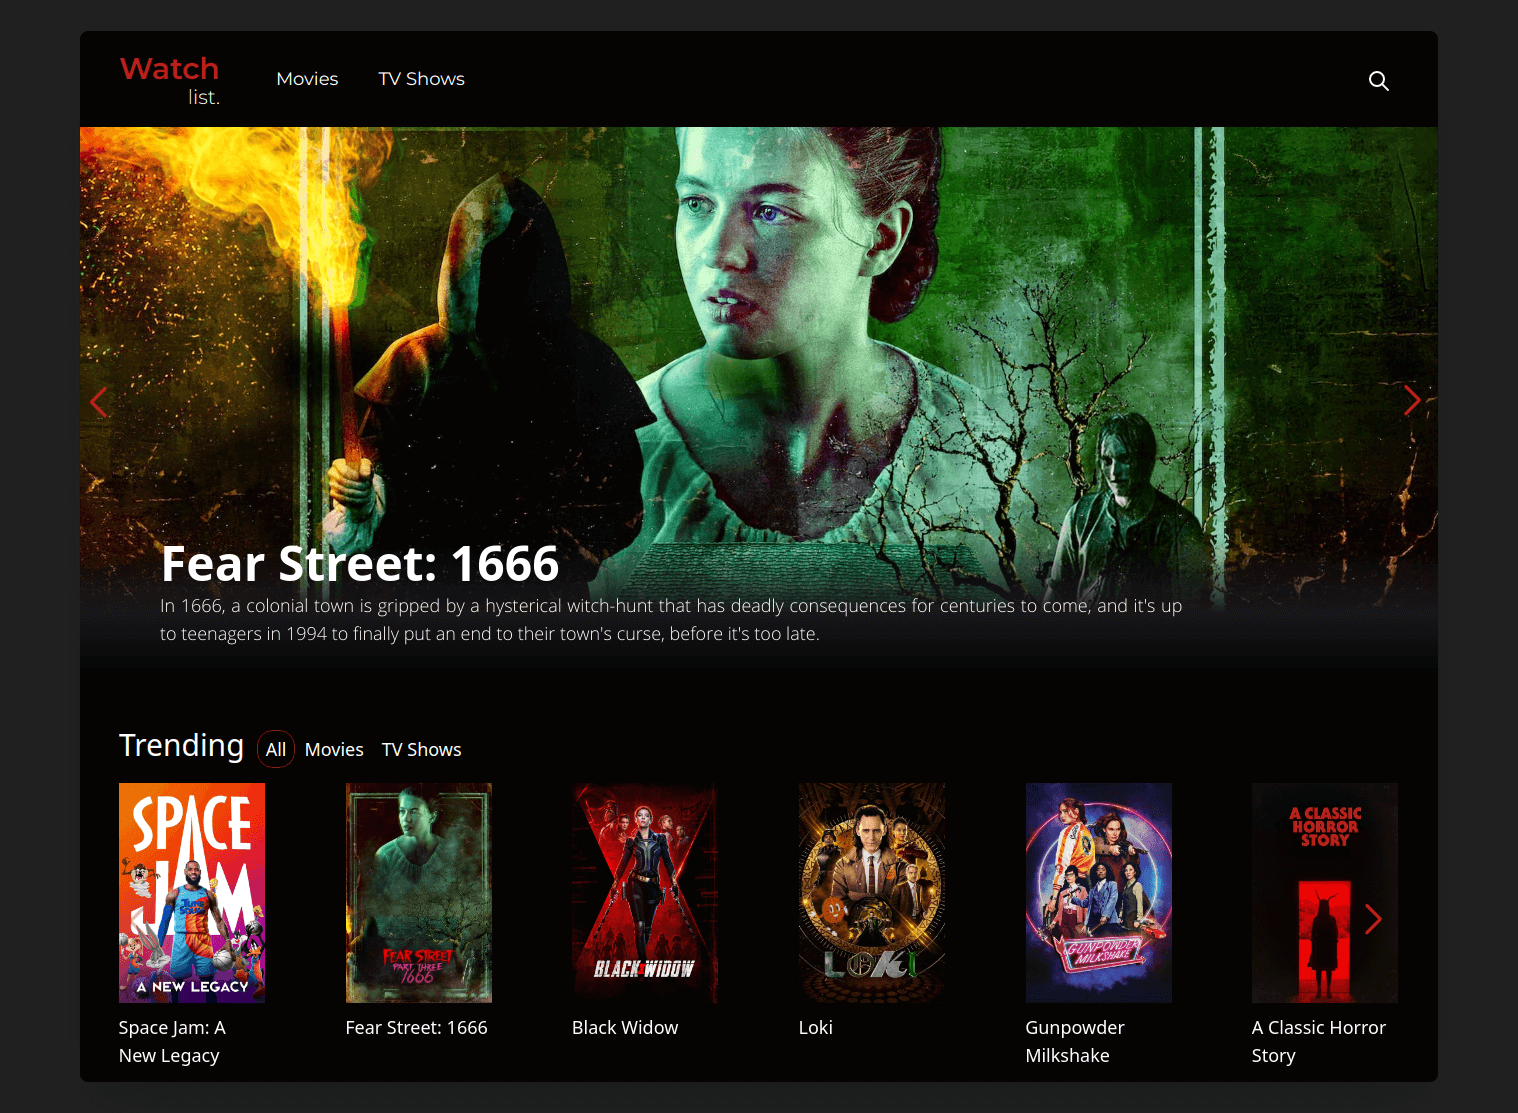 Watch
list.
Movies
TV Shows
Fear Street: 1666
In 1666, a colonial town is gripped by a hysterical witch-hunt that has deadly consequences for centuries to come, and it's up
to teenagers in 1994 to finally put an end to their town's curse, before it's too late.
Trending
All
Movies
TV Shows
SPACE
JAM
TUNE
SQUAD
A NEW LEGACY
FEAR STREET
PART THREE
1666
BLACK WIDOW
LOKI
GUNPOWDER
MILKSHAKE
A CLASSIC
HORROR
STORY
Space Jam: A
New Legacy
Fear Street: 1666
Black Widow
Loki
Gunpowder
Milkshake
A Classic Horror
Story